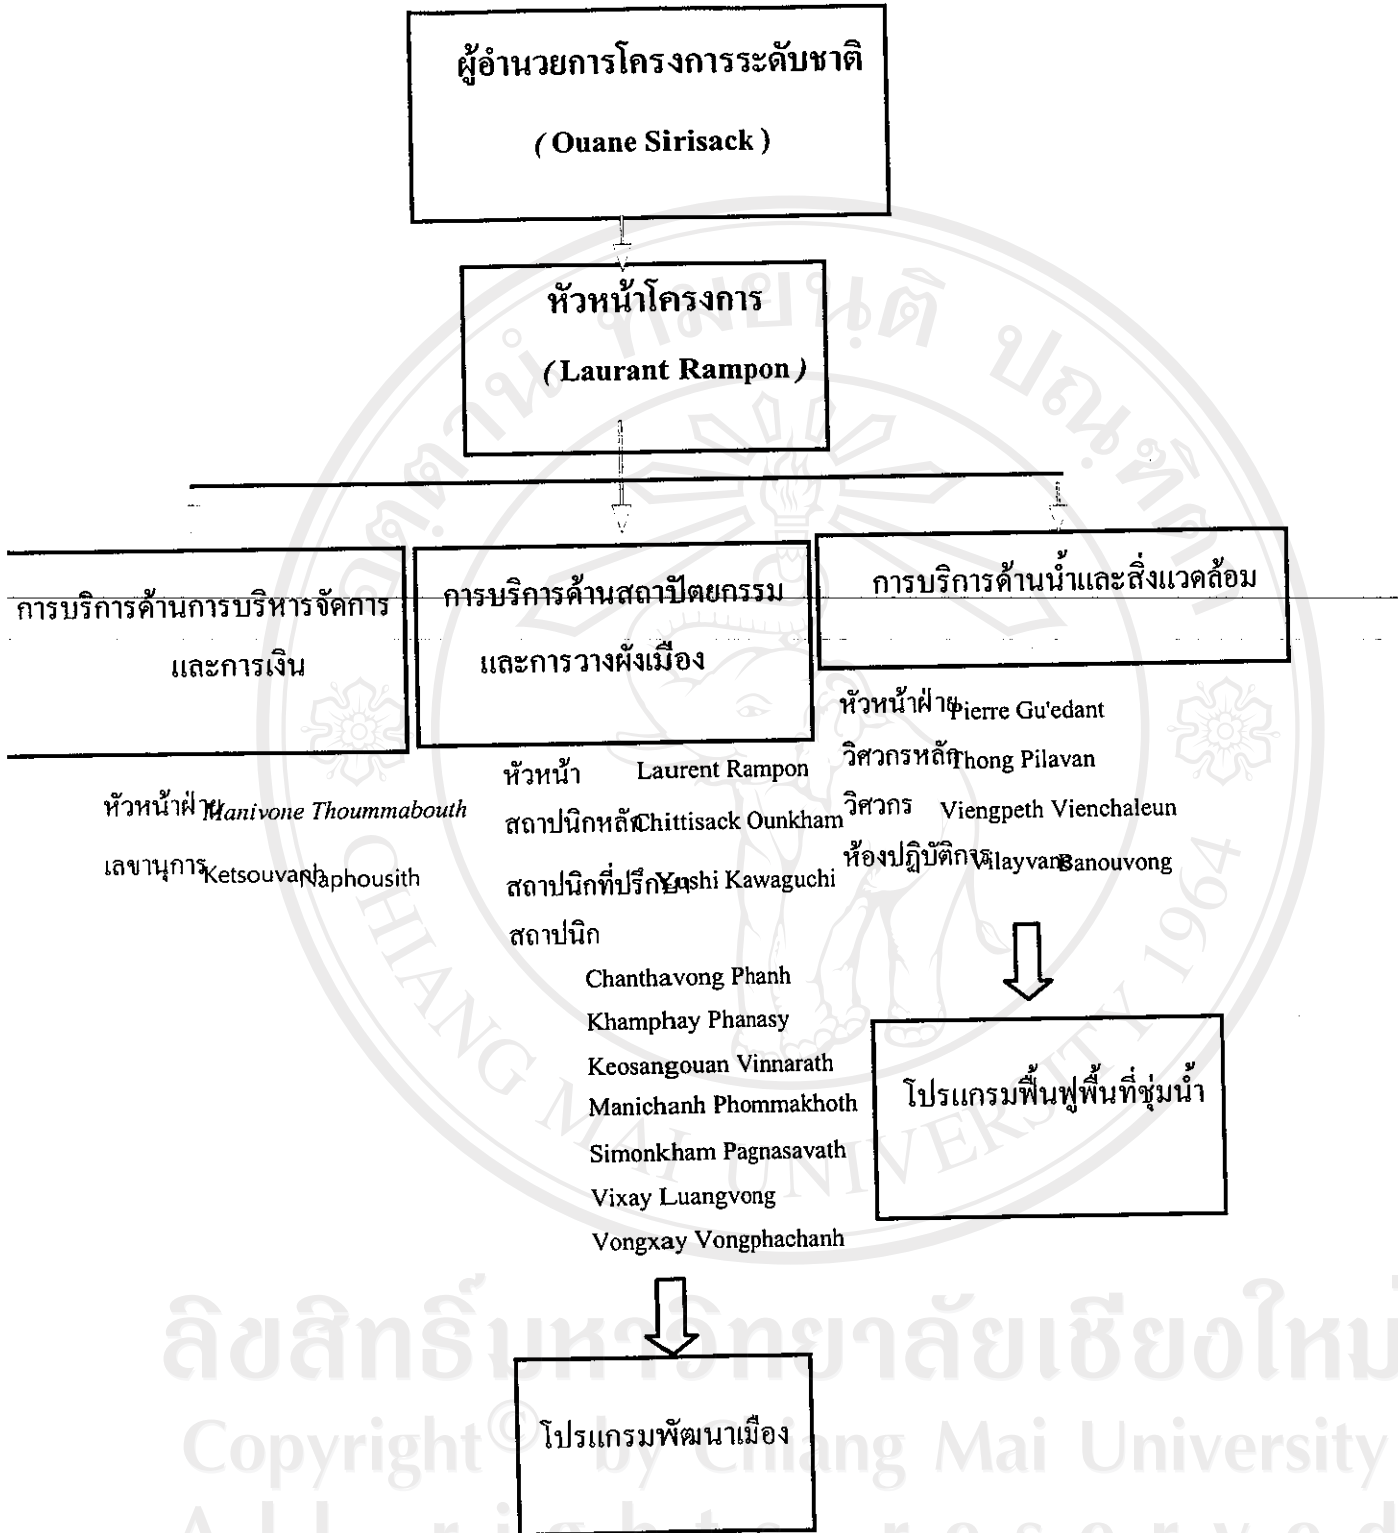 ผู้อำนวยการโครงการระดับชาติ
( Ouane Sirisack )
หัวหน้าโครงการ
( Laurant Rampon )
การบริการด้านการบริหารจัดการ
และการเงิน
หัวหน้าฝ่าย Manivone Thoummabouth
เลขานุการ Ketsouvanh Naphousith
การบริการด้านสถาปัตยกรรม
และการวางผังเมือง
หัวหน้า Laurent Rampon
สถาปนิกหลัก Chittisack Ounkham
สถาปนิกที่ปรึกษา Yushi Kawaguchi
สถาปนิก
Chanthavong Phanh
Khamphay Phanasy
Keosangouan Vinnarath
Manichanh Phommakhoth
Simonkham Pagnasavath
Vixay Luangvong
Vongxay Vongphachanh
โปรแกรมพัฒนาเมือง
การบริการด้านน้ำและสิ่งแวดล้อม
หัวหน้าฝ่าย Pierre Gu'edant
วิศวกรหลัก Thong Pilavan
วิศวกร Viengpeth Vienchaleun
ห้องปฏิบัติการ Vilayvang Banouvong
โปรแกรมฟื้นฟูพื้นที่ชุ่มน้ำ
CHIANG MAI UNIVERSITY 1964
ลิขสิทธิ์มหาวิทยาลัยเชียงใหม่
Copyright© by Chiang Mai University
All rights reserved